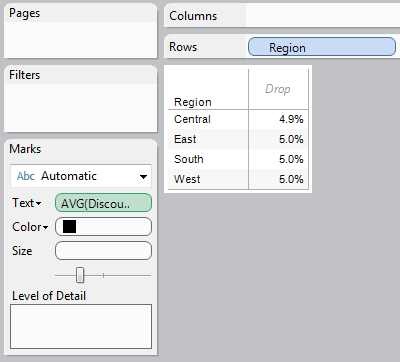 Pages
Columns
Rows
Region
Filters
Region
Drop
Central 4.9%
East 5.0%
South 5.0%
West 5.0%
Marks
Abc Automatic
Text
AVG(Discou..
Color
Size
Level of Detail